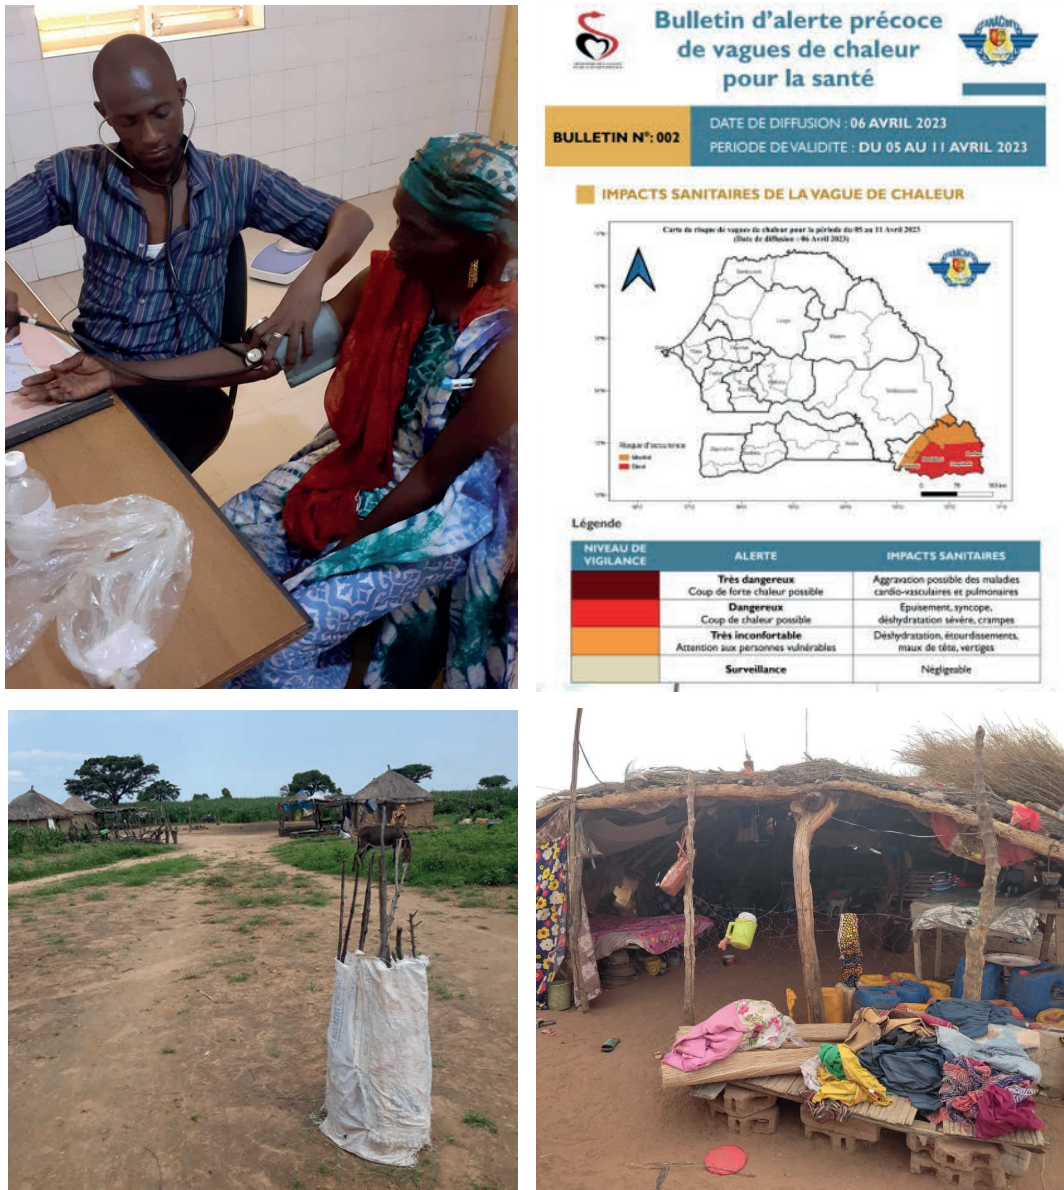 Bulletin d'alerte précoce
de vagues de chaleur
pour la santé
BULLETIN N°: 002
DATE DE DIFFUSION : 06 AVRIL 2023
PERIODE DE VALIDITE : DU 05 AU 11 AVRIL 2023
IMPACTS SANITAIRES DE LA VAGUE DE CHALEUR
Carte de risque de vagues de chaleur pour la période du 05 au 11 Avril 2023
(Date de diffusion : 06 Avril 2023)
Risque d'occurence
Légende
NIVEAU DE VIGILANCE
ALERTE
IMPACTS SANITAIRES
Très dangereux
Coup de forte chaleur possible
Aggravation possible des maladies
cardio-vasculaires et pulmonaires
Dangereux
Coup de chaleur possible
Epuisement, syncope,
déshydratation sévère, crampes
Très inconfortable
Attention aux personnes vulnérables
Déshydratation, étourdissements,
maux de tête, vertiges
Surveillance
Négligeable